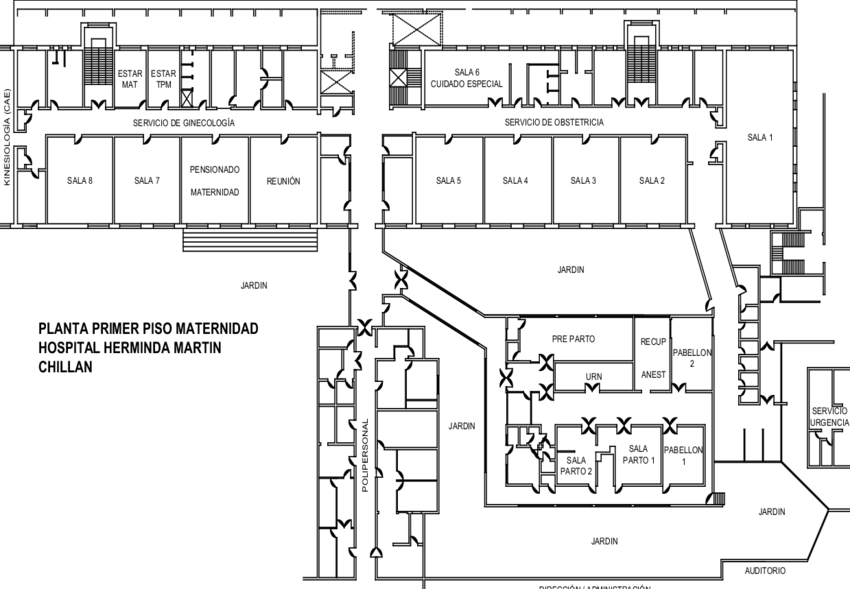 KINESIOLOGÍA (CAE)
ESTAR
MAT
ESTAR
TPM
SALA 6
CUIDADO ESPECIAL
SERVICIO DE GINECOLOGÍA
SERVICIO DE OBSTETRICIA
SALA 1
SALA 8
SALA 7
PENSIONADO
MATERNIDAD
REUNIÓN
SALA 5
SALA 4
SALA 3
SALA 2
JARDIN
JARDIN
PLANTA PRIMER PISO MATERNIDAD
HOSPITAL HERMINDA MARTIN
CHILLAN
PRE PARTO
RECUP
ANEST
PABELLON
2
URN
SERVICIO
URGENCIA
JARDIN
POLIPERSONAL
SALA
PARTO 2
SALA
PARTO 1
PABELLON
1
JARDIN
JARDIN
AUDITORIO
DIRECCIÓN / ADMINISTRACIÓN